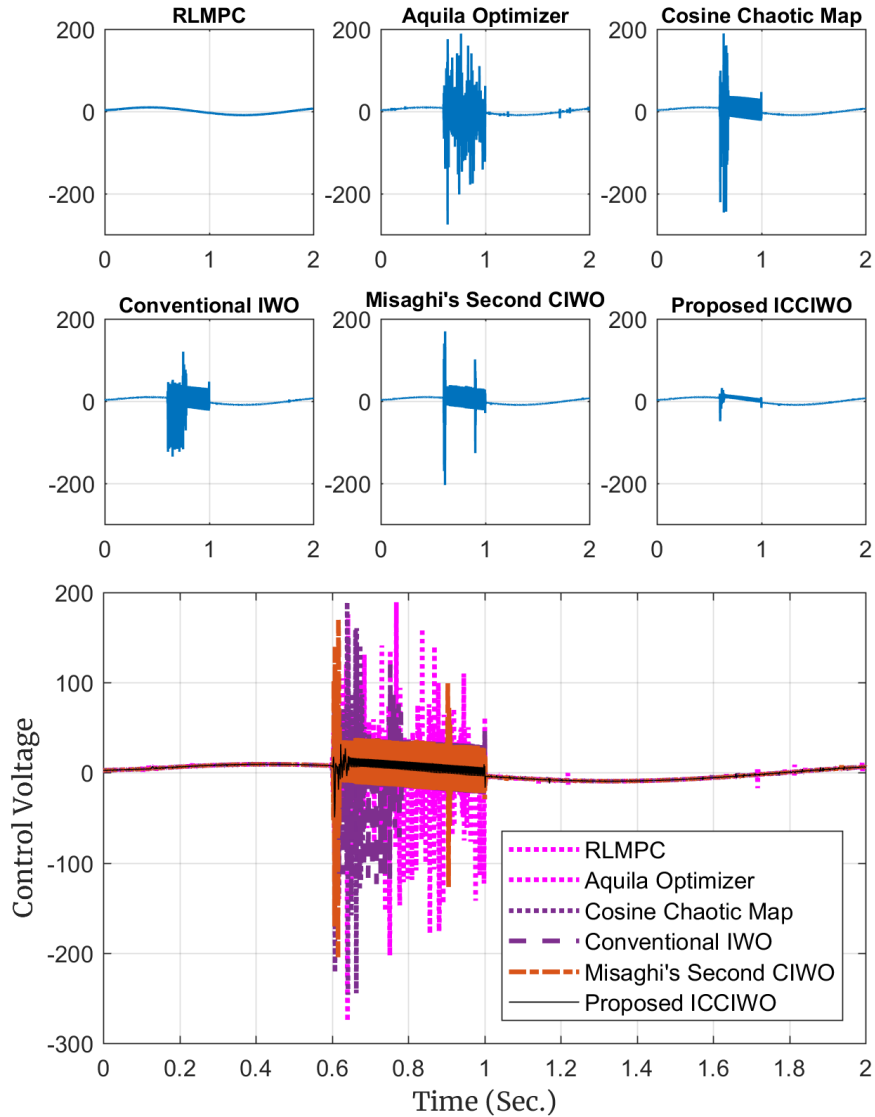 RLMPC
Aquila Optimizer
Cosine Chaotic Map
200
0
-200
0 1 2
200
0
-200
0 1 2
200
0
-200
0 1 2
Conventional IWO
Misaghi's Second CIWO
Proposed ICCIWO
200
0
-200
0 1 2
200
0
-200
0 1 2
200
0
-200
0 1 2
Control Voltage
200
100
0
-100
-200
-300
0 0.2 0.4 0.6 0.8 1 1.2 1.4 1.6 1.8 2
Time (Sec.)
RLMPC
Aquila Optimizer
Cosine Chaotic Map
Conventional IWO
Misaghi's Second CIWO
Proposed ICCIWO